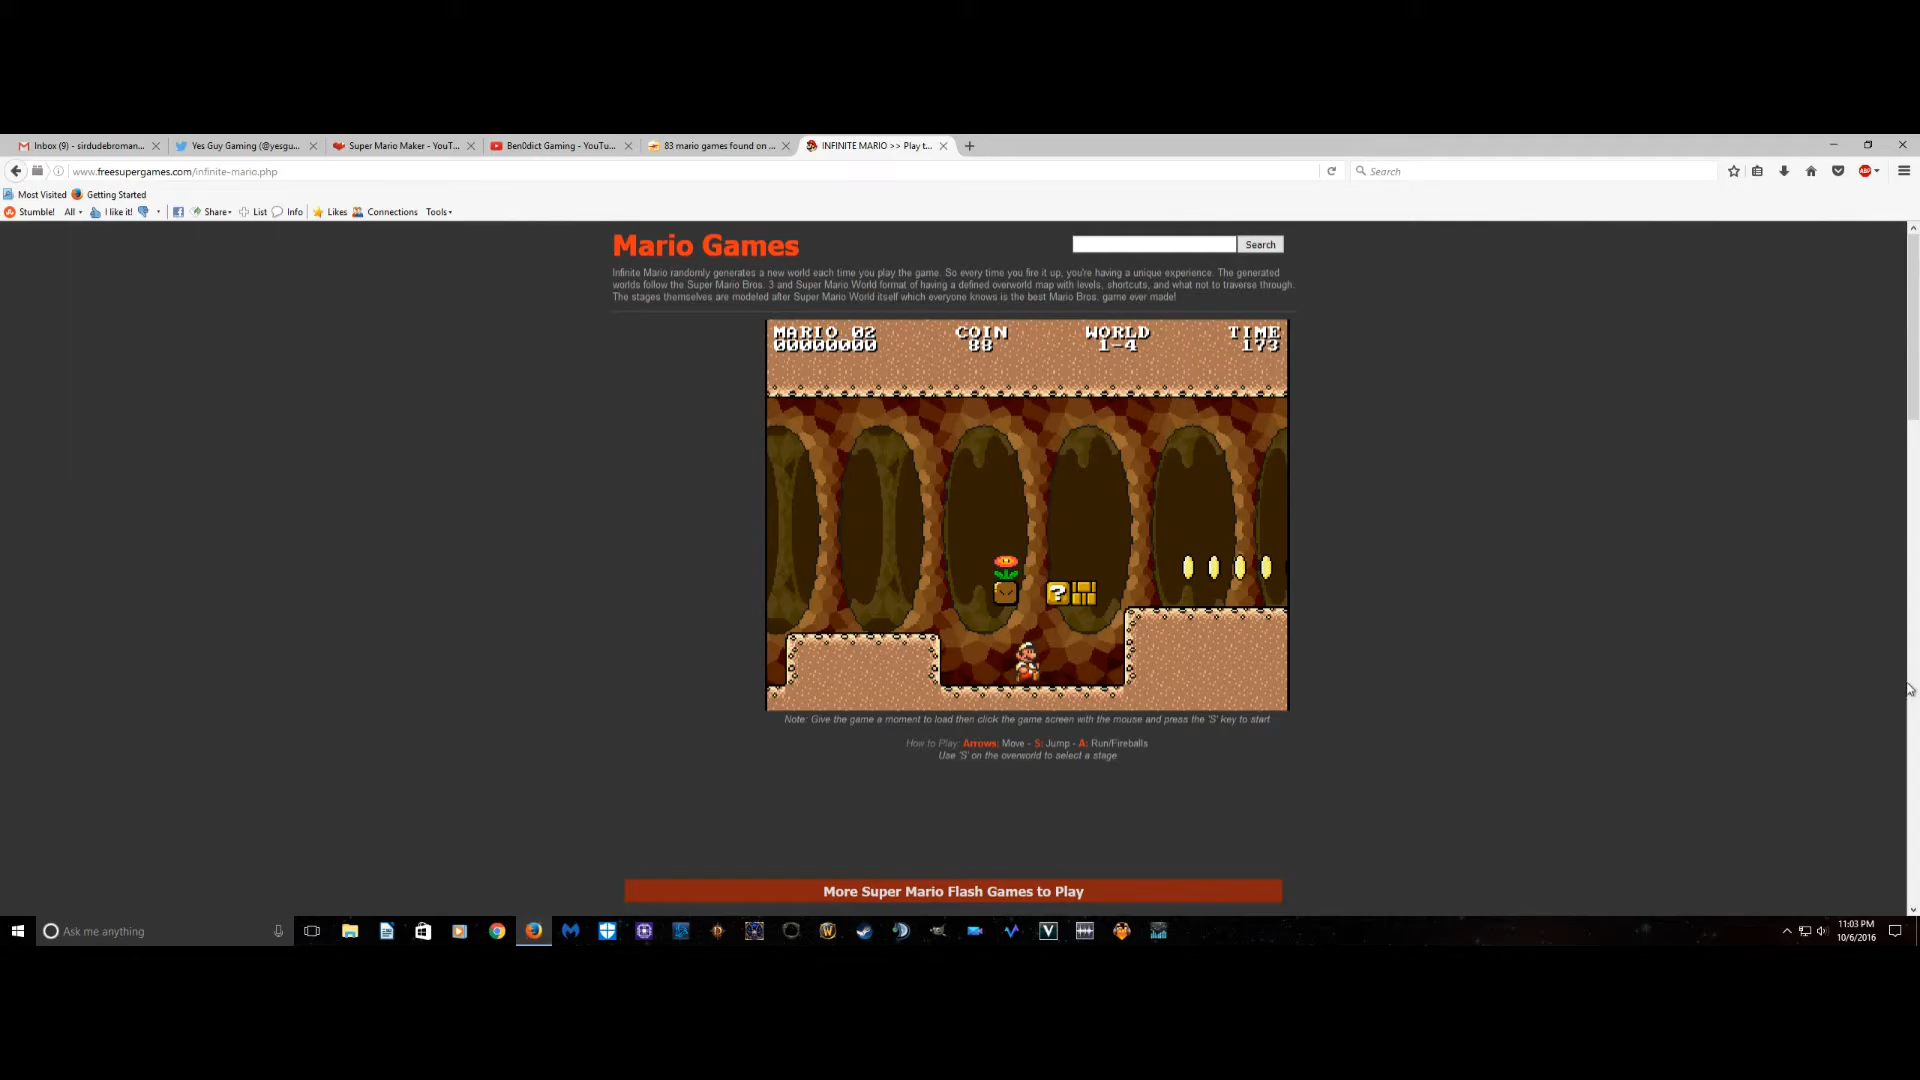 Inbox (9) - sirdudebroman...
Yes Guy Gaming (@yesgu...
Super Mario Maker - YouT...
Ben0dict Gaming - YouTu...
83 mario games found on ...
INFINITE MARIO >> Play t...
www.freesupergames.com/infinite-mario.php
Search
Most Visited Getting Started
Stumble! All I like it! Share List Info Likes Connections Tools
Mario Games
Search
Infinite Mario randomly generates a new world each time you play the game. So every time you fire it up, you're having a unique experience. The generated
worlds follow the Super Mario Bros. 3 and Super Mario World format of having a defined overworld map with levels, shortcuts, and what not to traverse through.
The stages themselves are modeled after Super Mario World itself which everyone knows is the best Mario Bros. game ever made!
MARIO 02 COIN WORLD TIME
00000000 88 1-4 173
?
Note: Give the game a moment to load then click the game screen with the mouse and press the 'S' key to start
How to Play: Arrows: Move - S: Jump - A: Run/Fireballs
Use 'S' on the overworld to select a stage
More Super Mario Flash Games to Play
Ask me anything
11:03 PM
10/6/2016